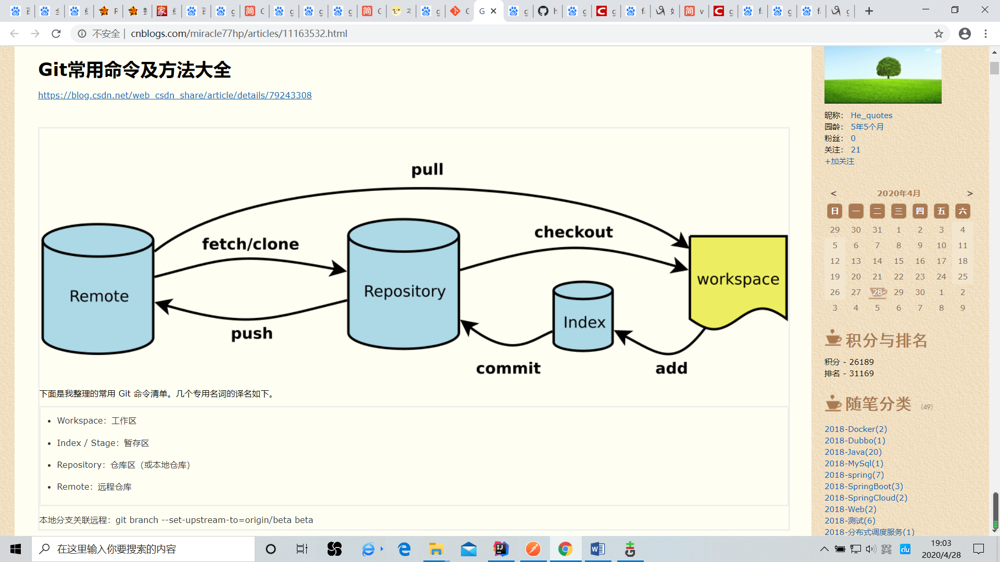 不安全 | cnblogs.com/miracle77hp/articles/11163532.html
Git常用命令及方法大全
https://blog.csdn.net/web_csdn_share/article/details/79243308
pull
fetch/clone
checkout
Remote
Repository
workspace
Index
push
commit
add
下面是我整理的常用 Git 命令清单。几个专用名词的译名如下。
• Workspace：工作区
• Index / Stage：暂存区
• Repository：仓库区（或本地仓库）
• Remote：远程仓库
本地分支关联远程：git branch --set-upstream-to=origin/beta beta
昵称： He_quotes
园龄： 5年5个月
粉丝： 0
关注： 21
+加关注
< 2020年4月 >
日 一 二 三 四 五 六
29 30 31 1 2 3 4
5 6 7 8 9 10 11
12 13 14 15 16 17 18
19 20 21 22 23 24 25
26 27 28 29 30 1 2
3 4 5 6 7 8 9
积分与排名
积分 - 26189
排名 - 31169
随笔分类 (49)
2018-Docker(2)
2018-Dubbo(1)
2018-Java(20)
2018-MySql(1)
2018-spring(7)
2018-SpringBoot(3)
2018-SpringCloud(2)
2018-Web(2)
2018-测试(6)
2018-分布式调度服务(1)
在这里输入你要搜索的内容
英
19:03
2020/4/28